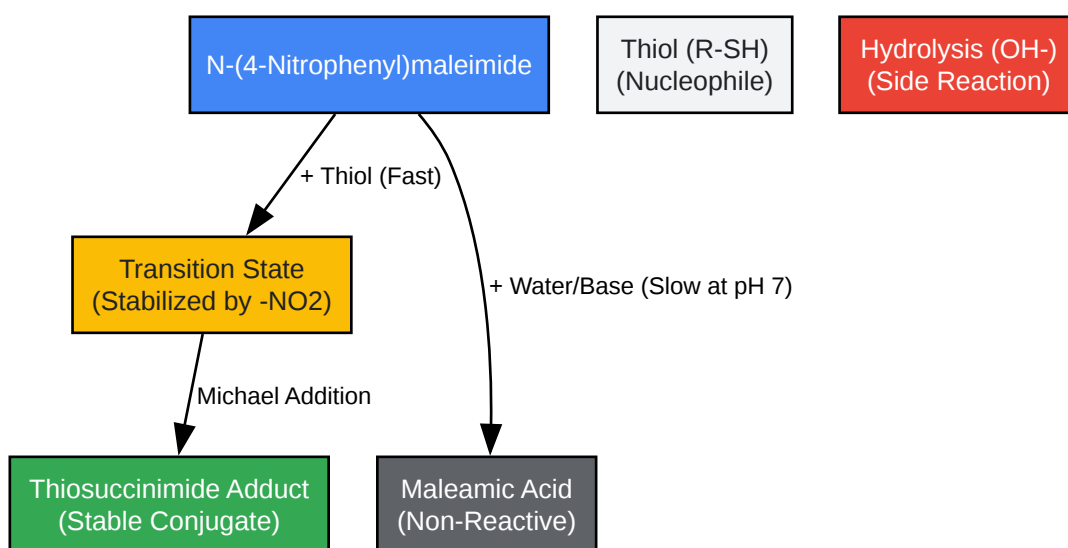 N-(4-Nitrophenyl)maleimide
Thiol (R-SH)
(Nucleophile)
Hydrolysis (OH-)
(Side Reaction)
+ Thiol (Fast)
Transition State
(Stabilized by -NO2)
+ Water/Base (Slow at pH 7)
Michael Addition
Thiosuccinimide Adduct
(Stable Conjugate)
Maleamic Acid
(Non-Reactive)